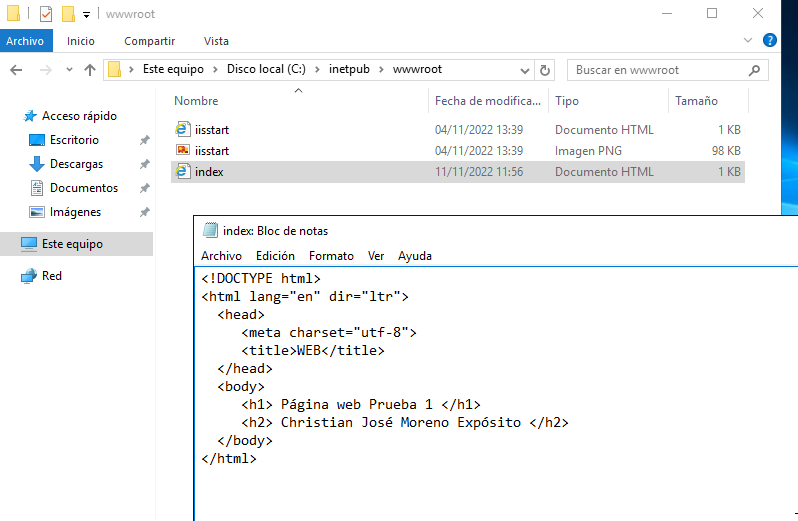 wwwroot
Archivo Inicio Compartir Vista
Este equipo Disco local (C:) inetpub wwwroot Buscar en wwwroot
Nombre Fecha de modifica... Tipo Tamaño
Acceso rápido
Escritorio
Descargas
Documentos
Imágenes
Este equipo
Red
iisstart 04/11/2022 13:39 Documento HTML 1 KB
iisstart 04/11/2022 13:39 Imagen PNG 98 KB
index 11/11/2022 11:56 Documento HTML 1 KB
index: Bloc de notas
Archivo Edición Formato Ver Ayuda
<!DOCTYPE html>
<html lang="en" dir="ltr">
<head>
<meta charset="utf-8">
<title>WEB</title>
</head>
<body>
<h1> Página web Prueba 1 </h1>
<h2> Christian José Moreno Expósito </h2>
</body>
</html>